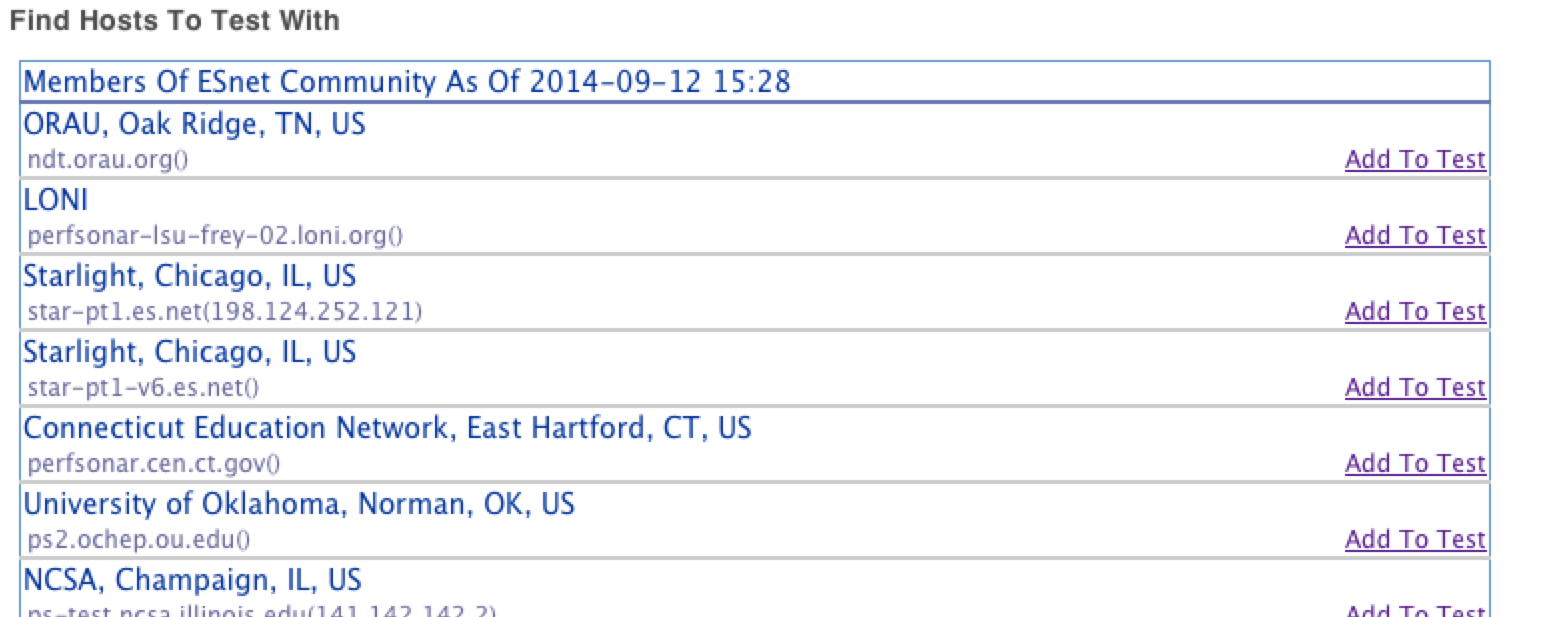 Find Hosts To Test With
Members Of ESnet Community As Of 2014-09-12 15:28
ORAU, Oak Ridge, TN, US
ndt.orau.org() Add To Test
LONI
perfsonar-lsu-frey-02.loni.org() Add To Test
Starlight, Chicago, IL, US
star-pt1.es.net(198.124.252.121) Add To Test
Starlight, Chicago, IL, US
star-pt1-v6.es.net() Add To Test
Connecticut Education Network, East Hartford, CT, US
perfsonar.cen.ct.gov() Add To Test
University of Oklahoma, Norman, OK, US
ps2.ochep.ou.edu() Add To Test
NCSA, Champaign, IL, US
ps-test.ncsa.illinois.edu(141.142.142.2) Add To Test